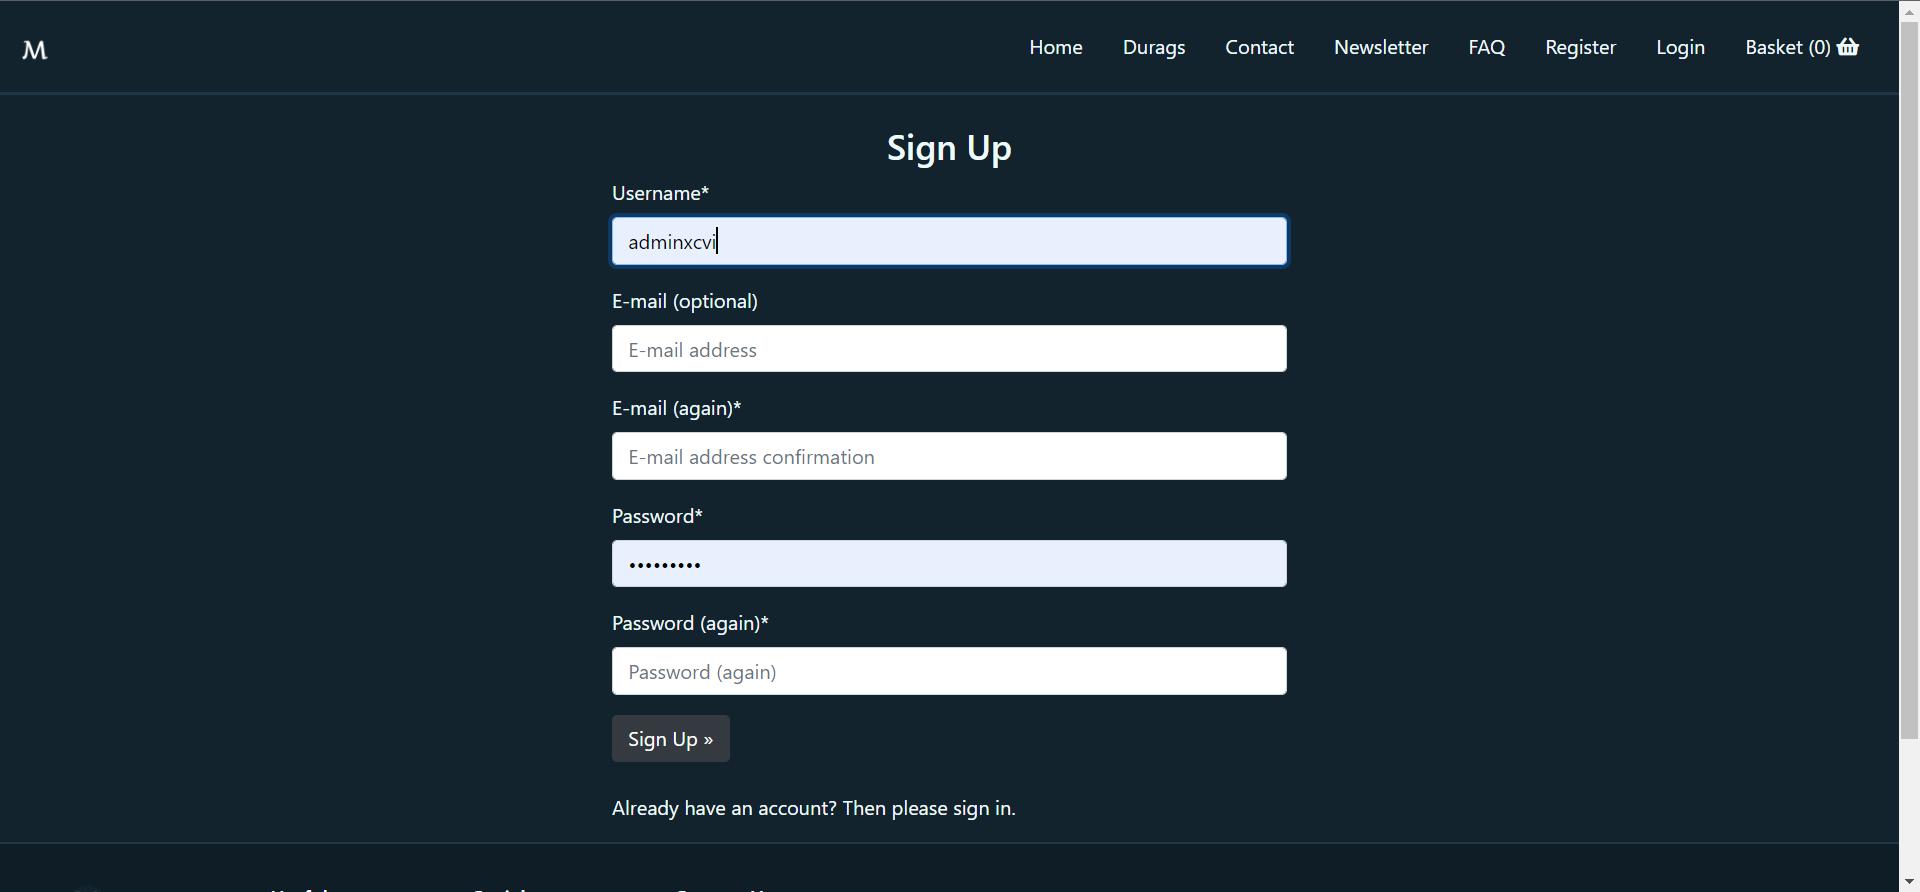 M
Home Durags Contact Newsletter FAQ Register Login Basket (0)
Sign Up
Username*
adminxcvi
E-mail (optional)
E-mail address
E-mail (again)*
E-mail address confirmation
Password*
•••••••••
Password (again)*
Password (again)
Sign Up »
Already have an account? Then please sign in.